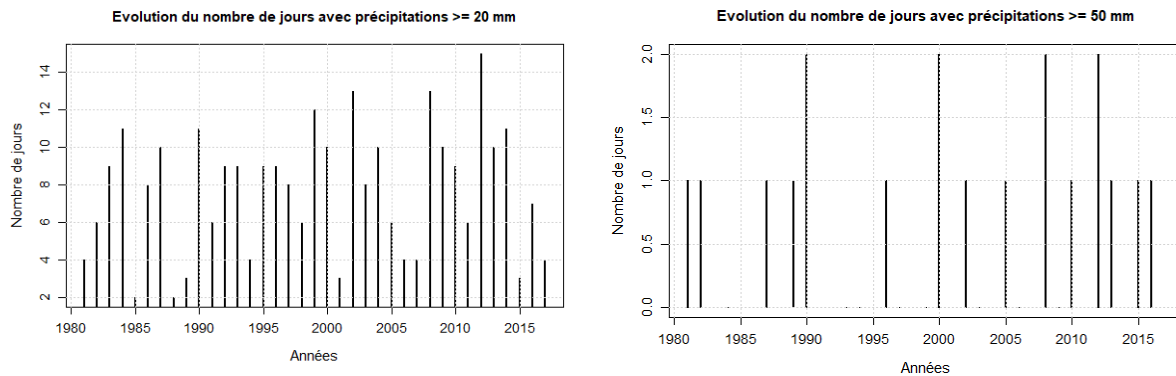 Evolution du nombre de jours avec précipitations >= 20 mm
Nombre de jours
14
12
10
8
6
4
2
1980 1985 1990 1995 2000 2005 2010 2015
Années
Evolution du nombre de jours avec précipitations >= 50 mm
Nombre de jours
2.0
1.5
1.0
0.5
0.0
1980 1985 1990 1995 2000 2005 2010 2015
Années